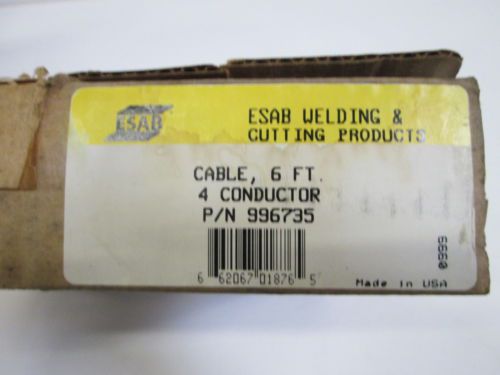 ESAB
ESAB WELDING &
CUTTING PRODUCTS
CABLE, 6 FT.
4 CONDUCTOR
P/N 996735
6 62067 01876 5
0999
Made in USA